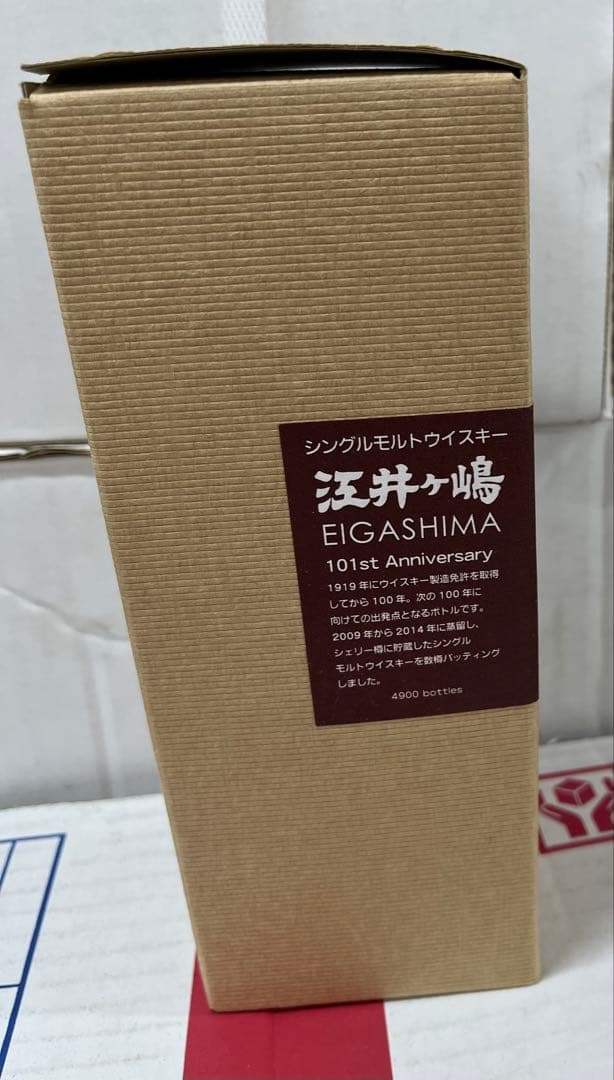 シングルモルトウイスキー
江井ヶ嶋
EIGASHIMA
101st Anniversary
1919年にウイスキー製造免許を取得
してから100年。次の100年に
向けての出発点となるボトルです。
2009年から2014年に蒸留し、
シェリー樽に貯蔵したシングル
モルトウイスキーを数樽バッティング
しました。
4900 bottles